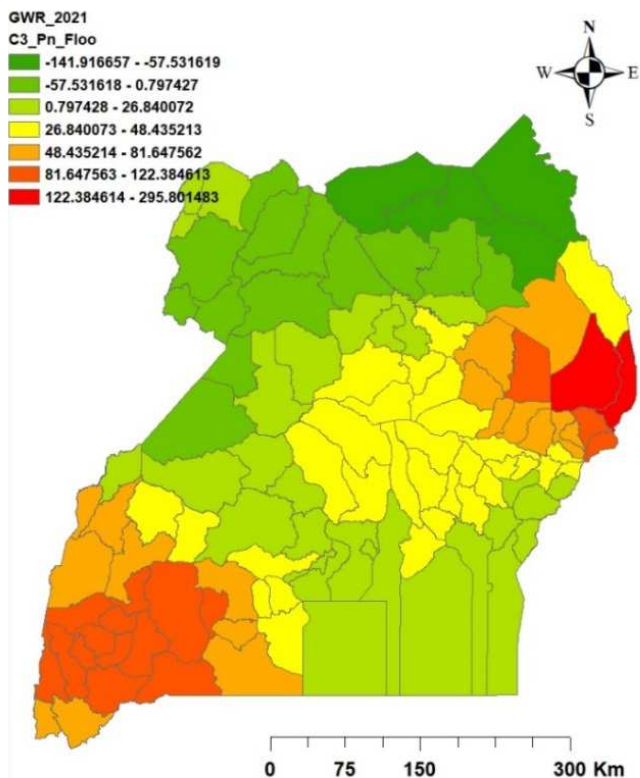 GWR_2021
C3_Pn_Floo
-141.916657 - -57.531619
-57.531618 - 0.797427
0.797428 - 26.840072
26.840073 - 48.435213
48.435214 - 81.647562
81.647563 - 122.384613
122.384614 - 295.801483
N
W E
S
0 75 150 300 Km